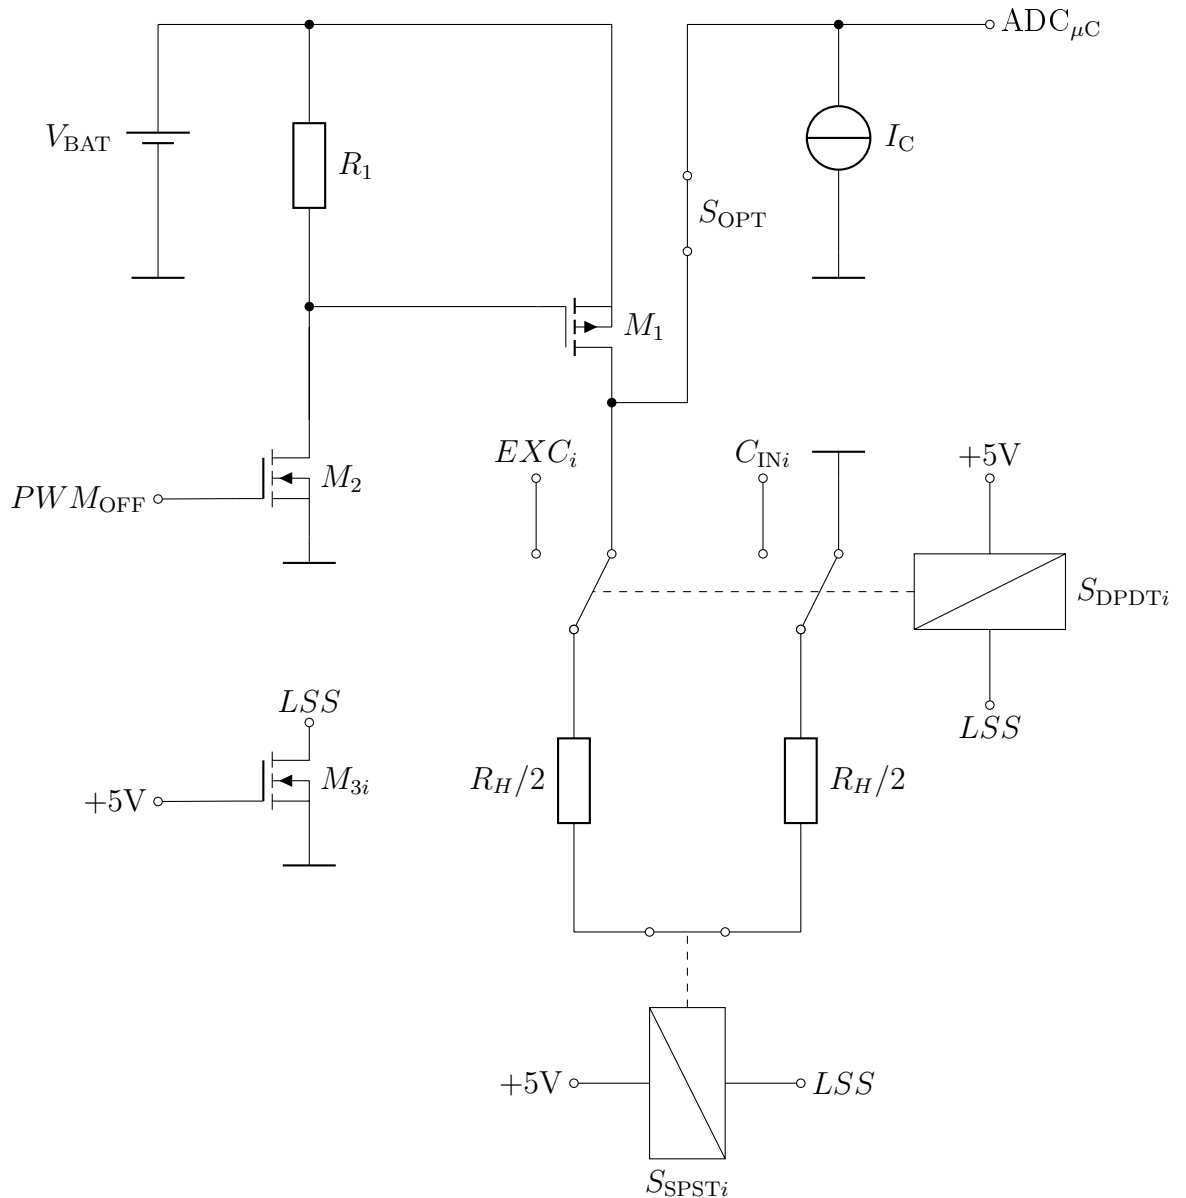 ADC_μC
V_BAT
R_1
I_C
S_OPT
M_1
EXC_i
C_INi
+5V
M_2
PWM_OFF
S_DPDTi
LSS
LSS
M_3i
R_H/2
R_H/2
+5V
+5V
LSS
S_SPSTi